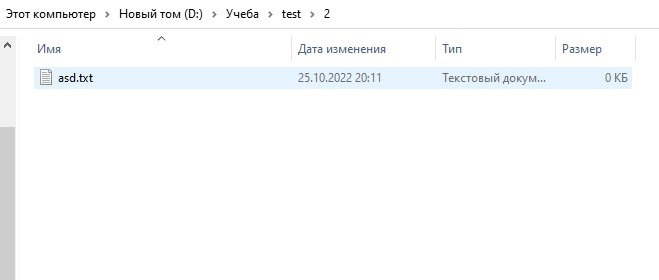 Этот компьютер > Новый том (D:) > Учеба > test > 2
Имя Дата изменения Тип Размер
asd.txt 25.10.2022 20:11 Текстовый докум... 0 КБ